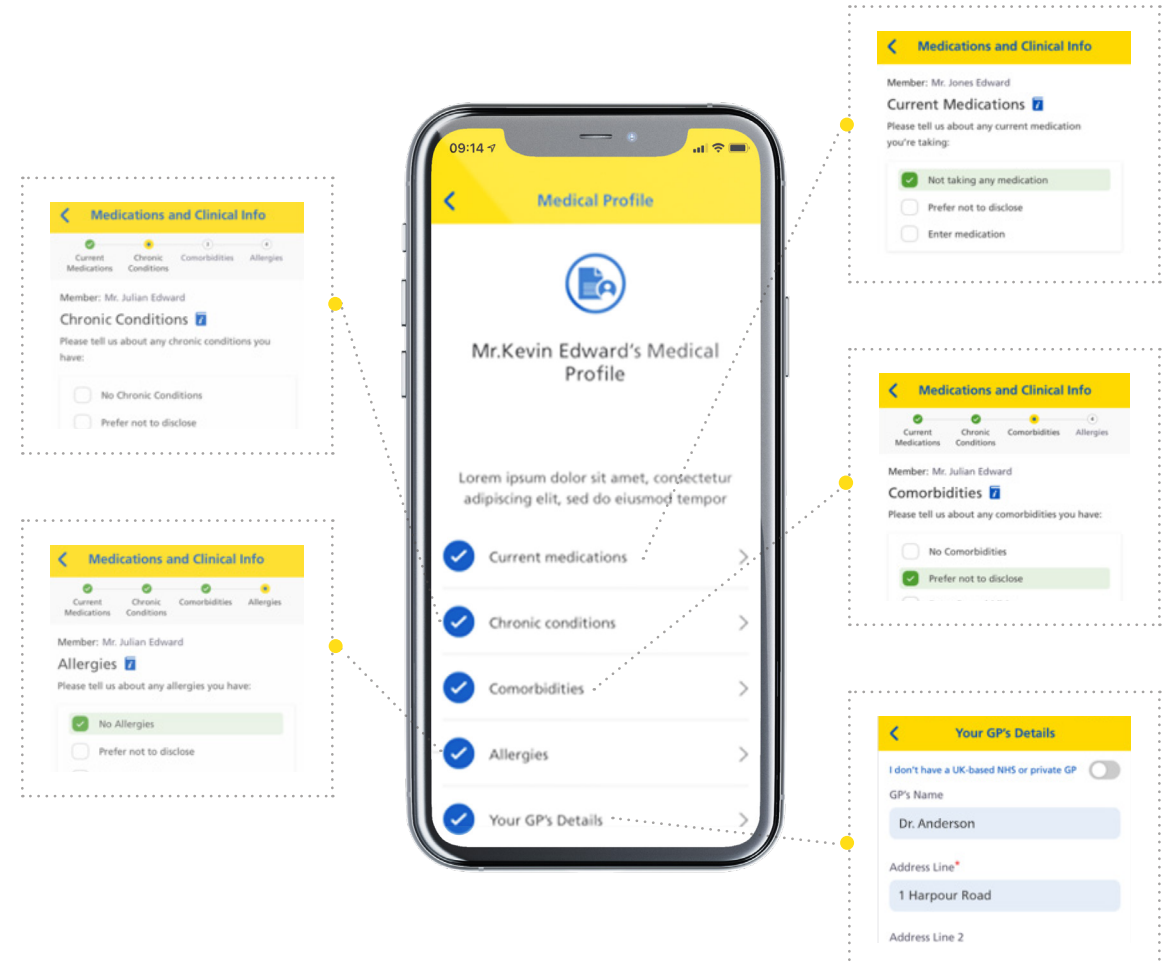 Medications and Clinical Info
Current
Medications
Chronic
Conditions
3
Comorbidities
4
Allergies
Member: Mr. Julian Edward
Chronic Conditions
Please tell us about any chronic conditions you
have:
No Chronic Conditions
Prefer not to disclose
Medications and Clinical Info
Current
Medications
Chronic
Conditions
Comorbidities
Allergies
Member: Mr. Julian Edward
Allergies
Please tell us about any allergies you have:
No Allergies
Prefer not to disclose
09:14
Medical Profile
Mr.Kevin Edward's Medical
Profile
Lorem ipsum dolor sit amet, consectetur
adipiscing elit, sed do eiusmod tempor
Current medications
Chronic conditions
Comorbidities
Allergies
Your GP's Details
Medications and Clinical Info
Member: Mr. Jones Edward
Current Medications
Please tell us about any current medication
you're taking:
Not taking any medication
Prefer not to disclose
Enter medication
Medications and Clinical Info
Current
Medications
Chronic
Conditions
Comorbidities
4
Allergies
Member: Mr. Julian Edward
Comorbidities
Please tell us about any comorbidities you have:
No Comorbidities
Prefer not to disclose
Your GP's Details
I don't have a UK-based NHS or private GP
GP's Name
Dr. Anderson
Address Line*
1 Harpour Road
Address Line 2